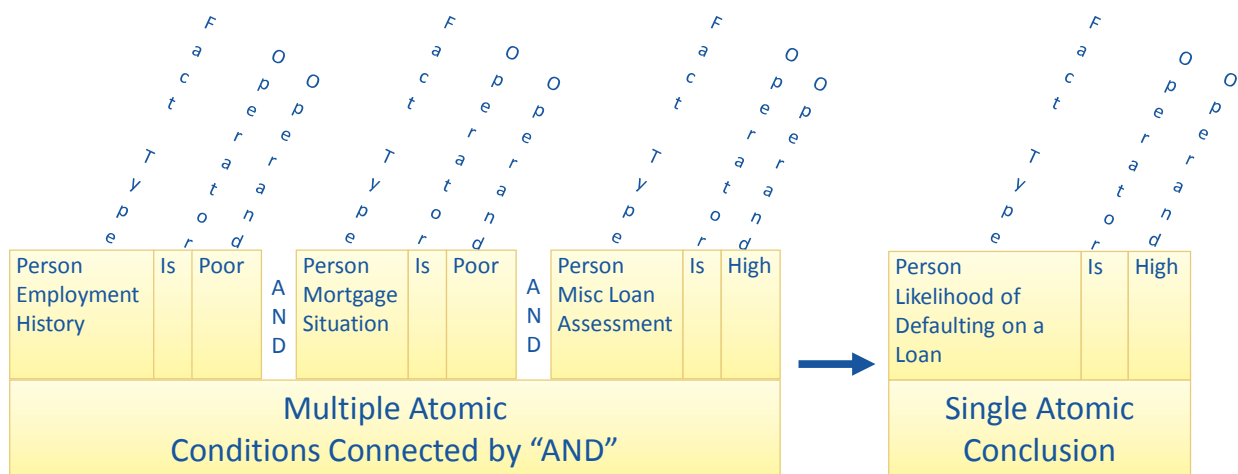 Fact Type
Operator
Operand
Fact Type
Operator
Operand
Fact Type
Operator
Operand
Fact Type
Operator
Operand
Person
Employment
History
Is
Poor
AND
Person
Mortgage
Situation
Is
Poor
AND
Person
Misc Loan
Assessment
Is
High
Person
Likelihood of
Defaulting on a
Loan
Is
High
Multiple Atomic
Conditions Connected by “AND”
Single Atomic
Conclusion